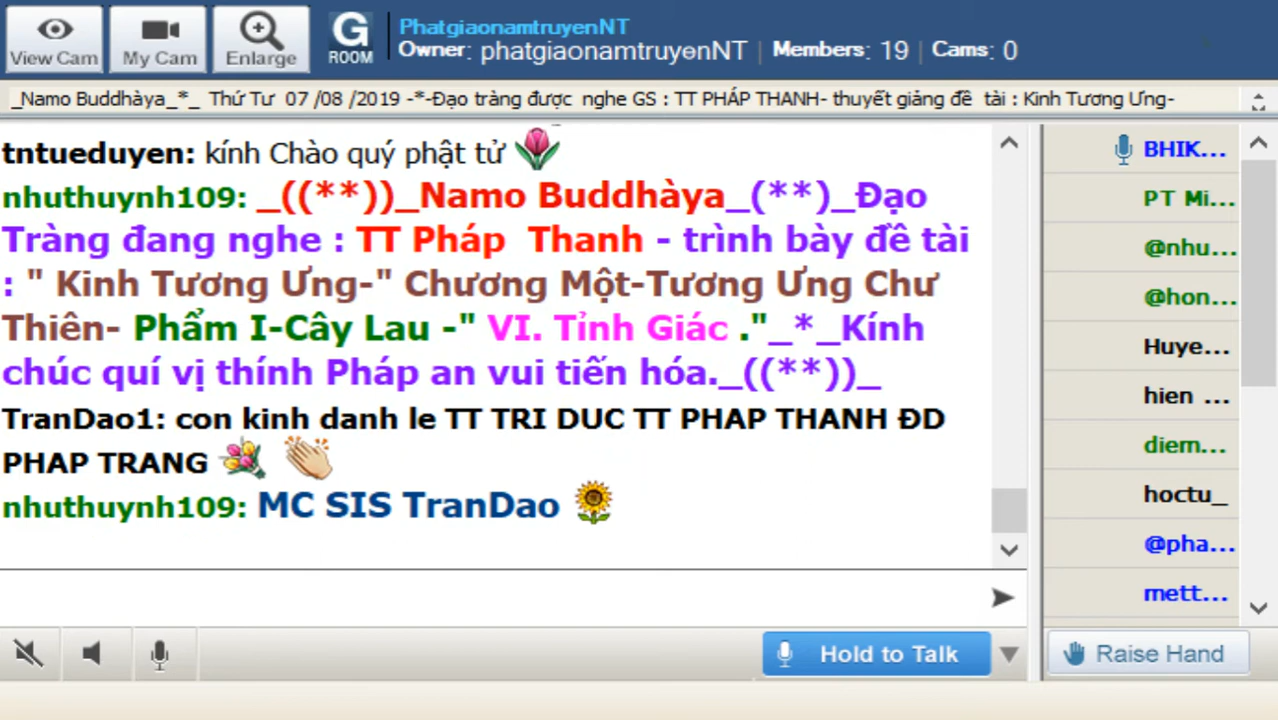 View Cam
My Cam
Enlarge
G
ROOM
PhatgiaonamtruyenNT
Owner: phatgiaonamtruyenNT | Members: 19 | Cams: 0
_Namo Buddhàya_*_ Thứ Tư 07 /08 /2019 -*-Đạo tràng được nghe GS : TT PHÁP THANH- thuyết giảng đề tài : Kinh Tương Ưng-
tntueduyen: kính Chào quý phật tử
nhuthuynh109: _((**))_Namo Buddhàya_(**)_Đạo
Tràng đang nghe : TT Pháp Thanh - trình bày đề tài
: " Kinh Tương Ưng-" Chương Một-Tương Ưng Chư
Thiên- Phẩm I-Cây Lau -" VI. Tỉnh Giác ."_*_Kính
chúc quí vị thính Pháp an vui tiến hóa._((**))_
TranDao1: con kinh danh le TT TRI DUC TT PHAP THANH ĐD
PHAP TRANG
nhuthuynh109: MC SIS TranDao
BHIK...
PT Mi...
@nhu...
@hon...
Huye...
hien ...
diem...
hoctu_
@pha...
mett...
Hold to Talk
Raise Hand